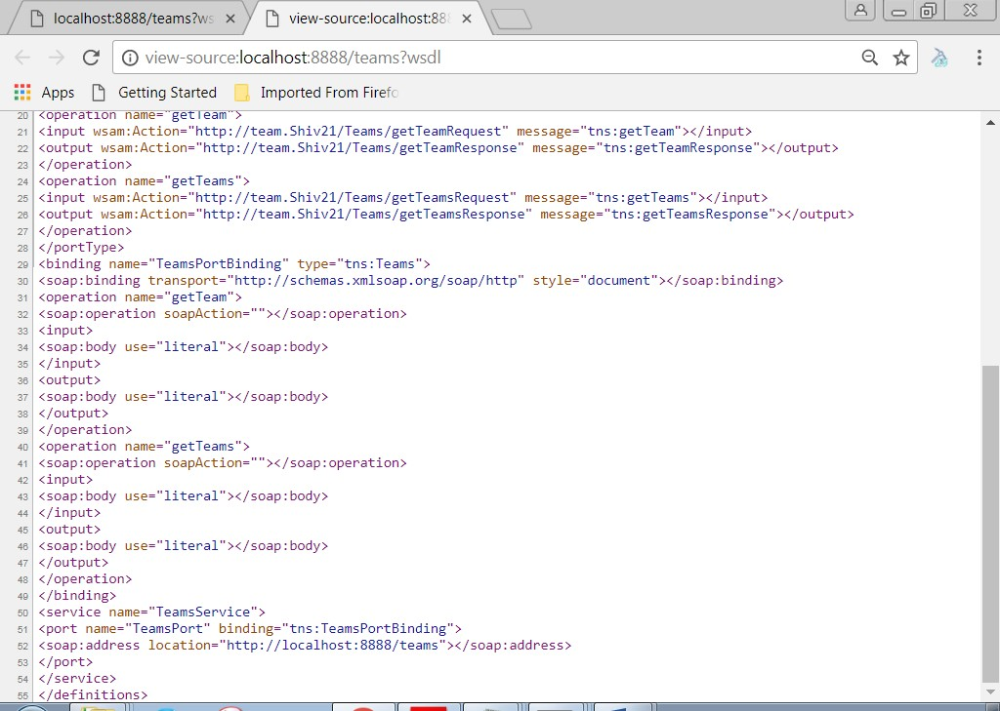 localhost:8888/teams?ws
view-source:localhost:88
view-source:localhost:8888/teams?wsdl
Apps Getting Started Imported From Firefo
20 <operation name="getTeam">
21 <input wsam:Action="http://team.Shiv21/Teams/getTeamRequest" message="tns:getTeam"></input>
22 <output wsam:Action="http://team.Shiv21/Teams/getTeamResponse" message="tns:getTeamResponse"></output>
23 </operation>
24 <operation name="getTeams">
25 <input wsam:Action="http://team.Shiv21/Teams/getTeamsRequest" message="tns:getTeams"></input>
26 <output wsam:Action="http://team.Shiv21/Teams/getTeamsResponse" message="tns:getTeamsResponse"></output>
27 </operation>
28 </portType>
29 <binding name="TeamsPortBinding" type="tns:Teams">
30 <soap:binding transport="http://schemas.xmlsoap.org/soap/http" style="document"></soap:binding>
31 <operation name="getTeam">
32 <soap:operation soapAction=""></soap:operation>
33 <input>
34 <soap:body use="literal"></soap:body>
35 </input>
36 <output>
37 <soap:body use="literal"></soap:body>
38 </output>
39 </operation>
40 <operation name="getTeams">
41 <soap:operation soapAction=""></soap:operation>
42 <input>
43 <soap:body use="literal"></soap:body>
44 </input>
45 <output>
46 <soap:body use="literal"></soap:body>
47 </output>
48 </operation>
49 </binding>
50 <service name="TeamsService">
51 <port name="TeamsPort" binding="tns:TeamsPortBinding">
52 <soap:address location="http://localhost:8888/teams"></soap:address>
53 </port>
54 </service>
55 </definitions>